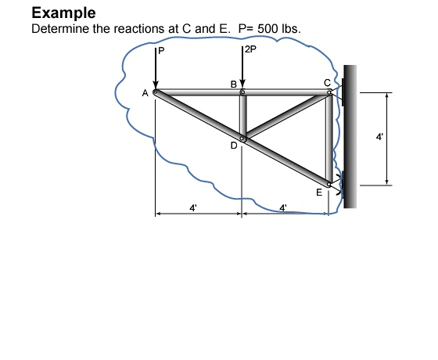 Example
Determine the reactions at C and E. P= 500 lbs.
P
2P
A
B
C
4'
D
E
4'
4'